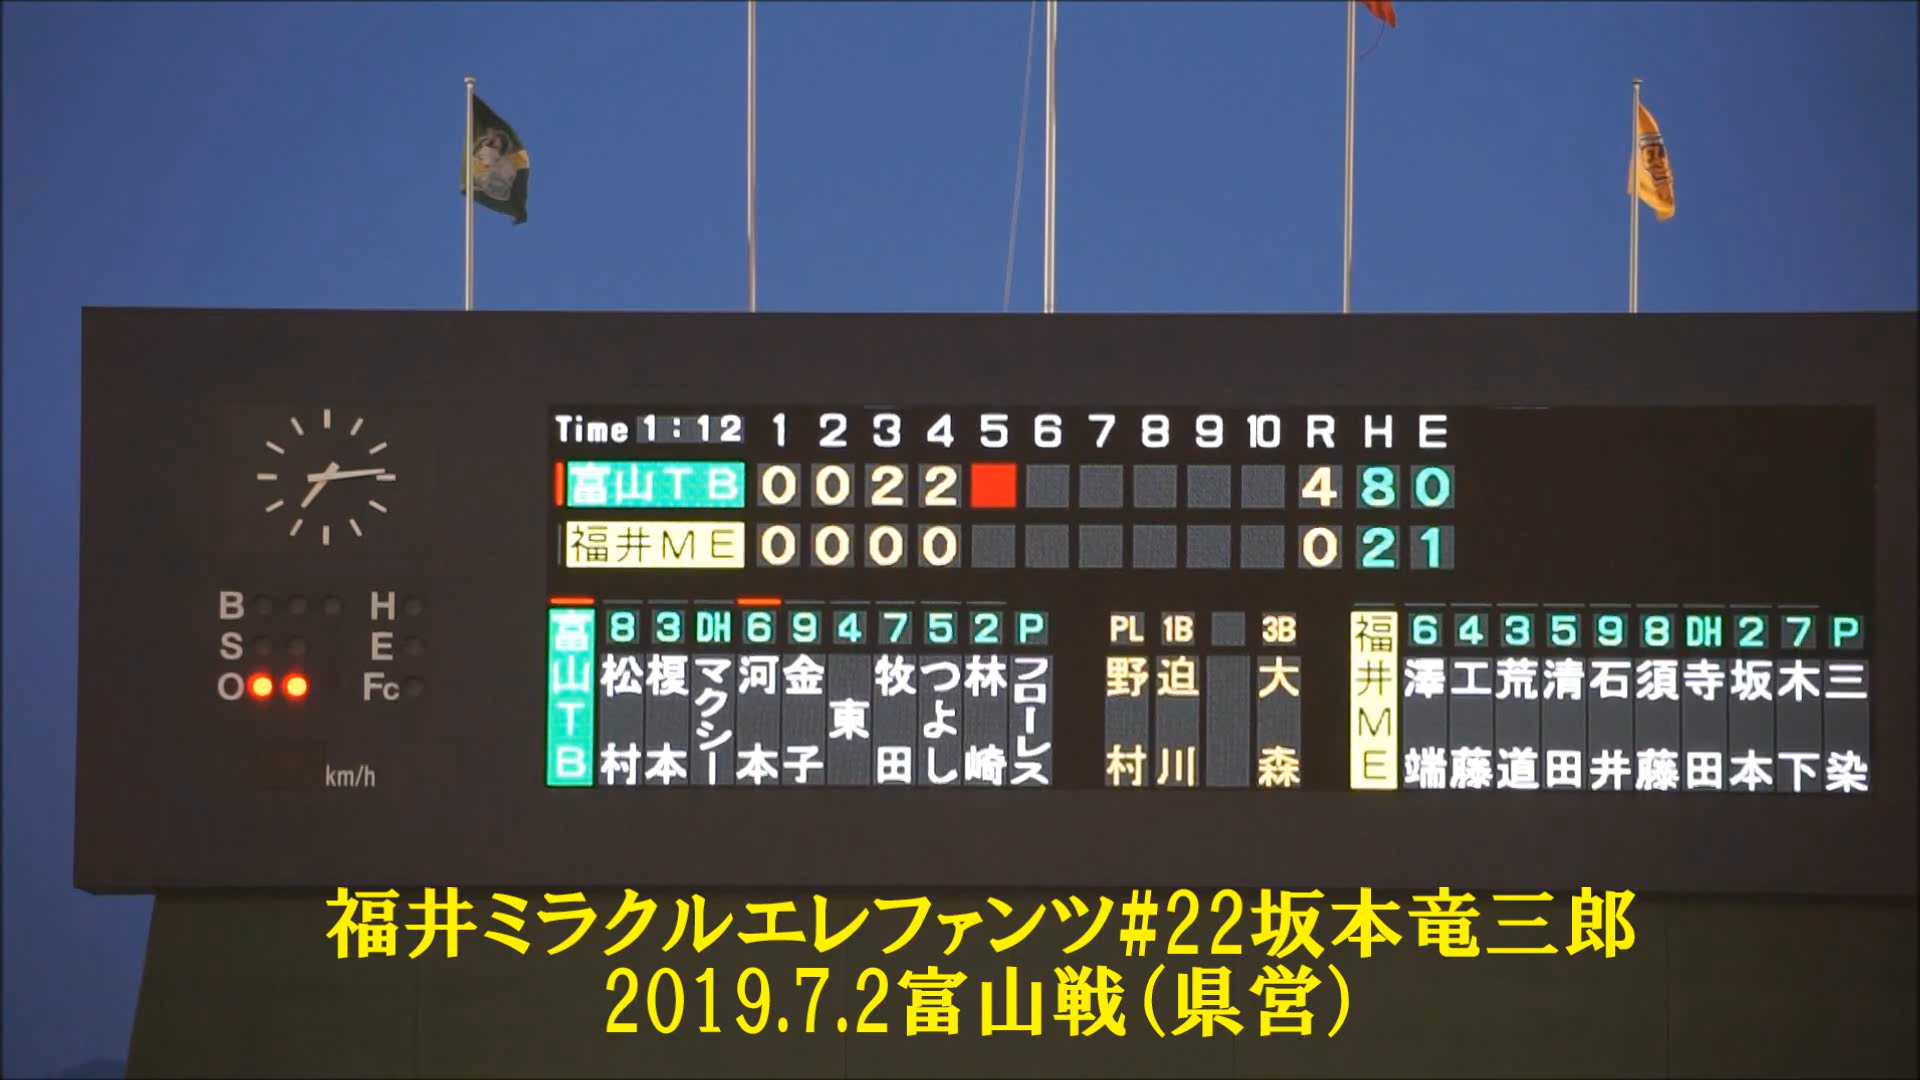 Time 1:12 1 2 3 4 5 6 7 8 9 10 R H E
富山TB 0 0 2 2 4 8 0
福井ME 0 0 0 0 0 2 1
B H
S E
O Fc
km/h
富山TB
8 松村
3 榎本
DH マクシー
6 河本
9 金子
4 東
7 牧田
5 つよし
2 林崎
P フローレス
PL 野村
1B 迫川
3B 大森
福井ME
6 澤端
4 工藤
3 荒道
5 清田
9 石井
8 須藤
DH 寺田
2 坂本
7 木下
P 三染
福井ミラクルエレファンツ#22坂本竜三郎
2019.7.2富山戦(県営)